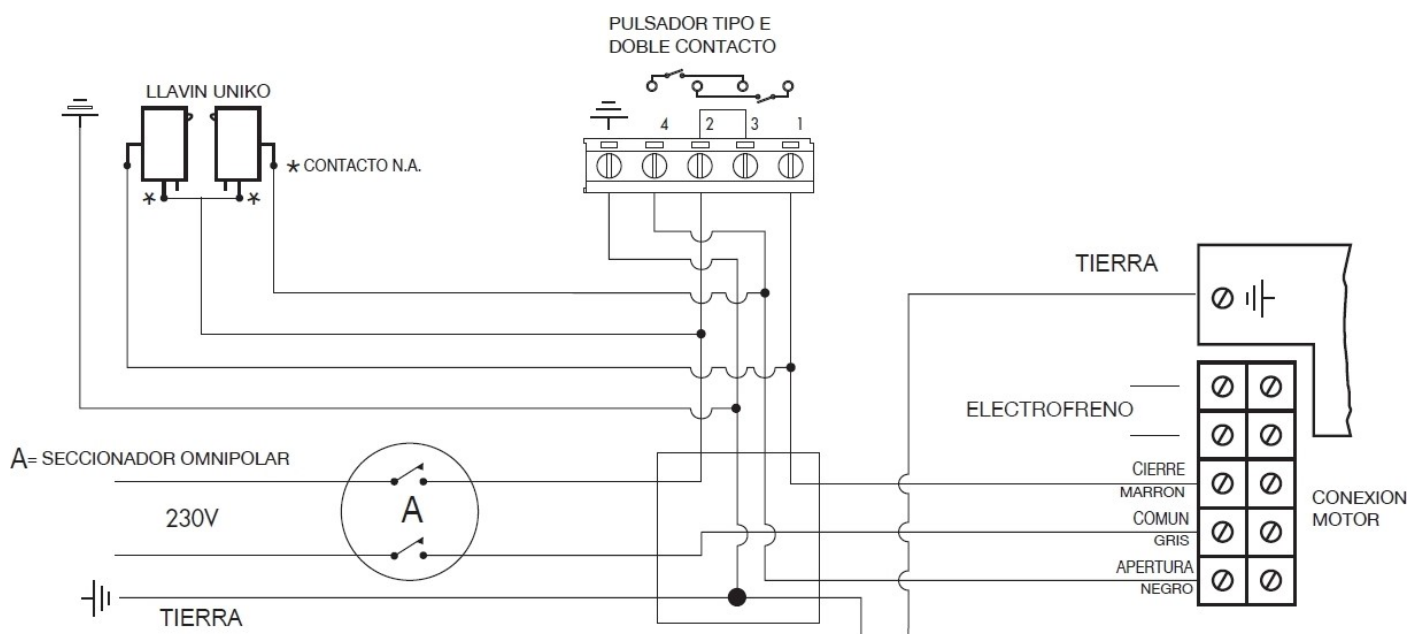 PULSADOR TIPO E
DOBLE CONTACTO
LLAVIN UNIKO
4 2 3 1
* CONTACTO N.A.
* *
TIERRA
ELECTROFRENO
A= SECCIONADOR OMNIPOLAR
CIERRE
MARRON
CONEXION
MOTOR
230V
A
COMUN
GRIS
APERTURA
NEGRO
TIERRA